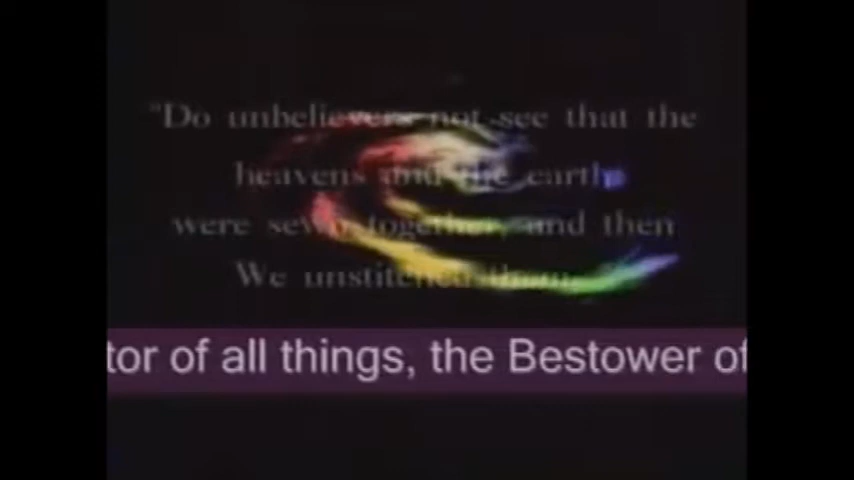 "Do unbelievers not see that the
heavens and the earth
were sewn together, and then
We unstitched them,
tor of all things, the Bestower of